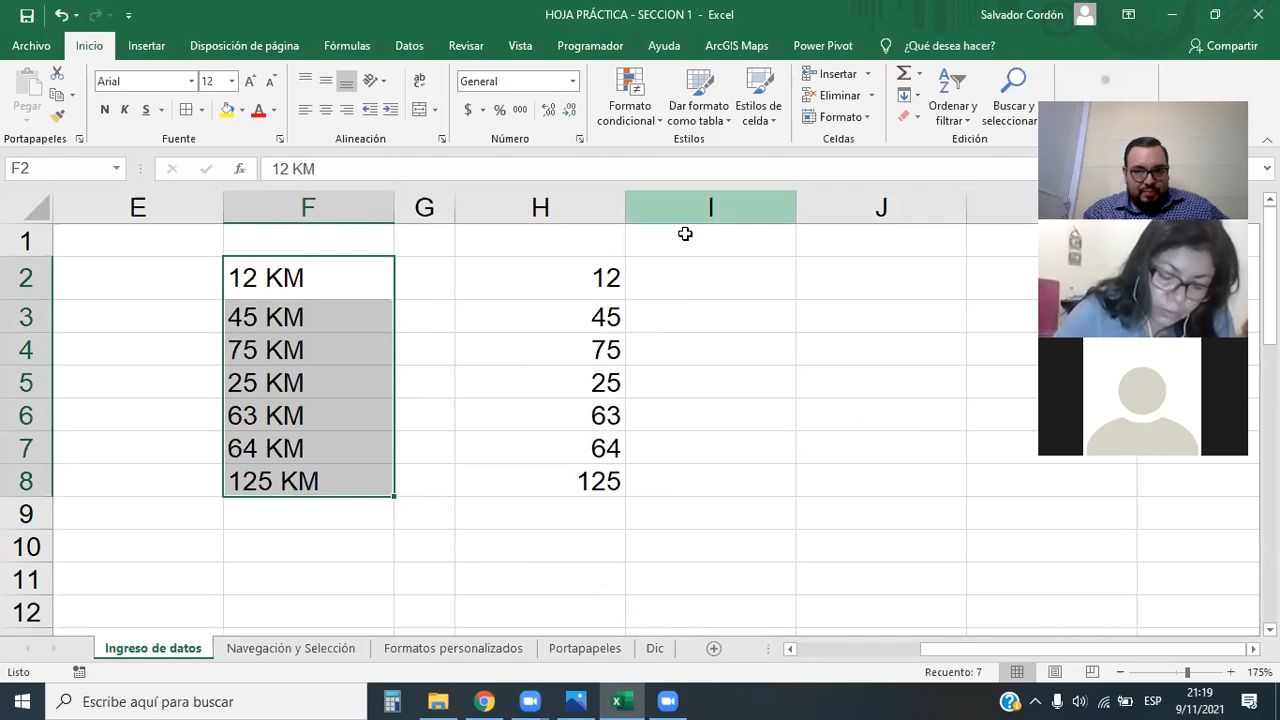 HOJA PRÁCTICA - SECCION 1 - Excel
Salvador Cordón
Archivo Inicio Insertar Disposición de página Fórmulas Datos Revisar Vista Programador Ayuda ArcGIS Maps Power Pivot ¿Qué desea hacer? Compartir
Pegar
Arial 12
N K S
General
$ % 000
Formato condicional
Dar formato como tabla
Estilos de celda
Insertar
Eliminar
Formato
Ordenar y filtrar
Buscar y seleccionar
Portapapeles Fuente Alineación Número Estilos Celdas Edición
F2 fx 12 KM
E F G H I J
1
2 12 KM 12
3 45 KM 45
4 75 KM 75
5 25 KM 25
6 63 KM 63
7 64 KM 64
8 125 KM 125
9
10
11
12
Ingreso de datos Navegación y Selección Formatos personalizados Portapapeles Dic
Listo Recuento: 7 175%
Escribe aquí para buscar ESP 21:19
9/11/2021